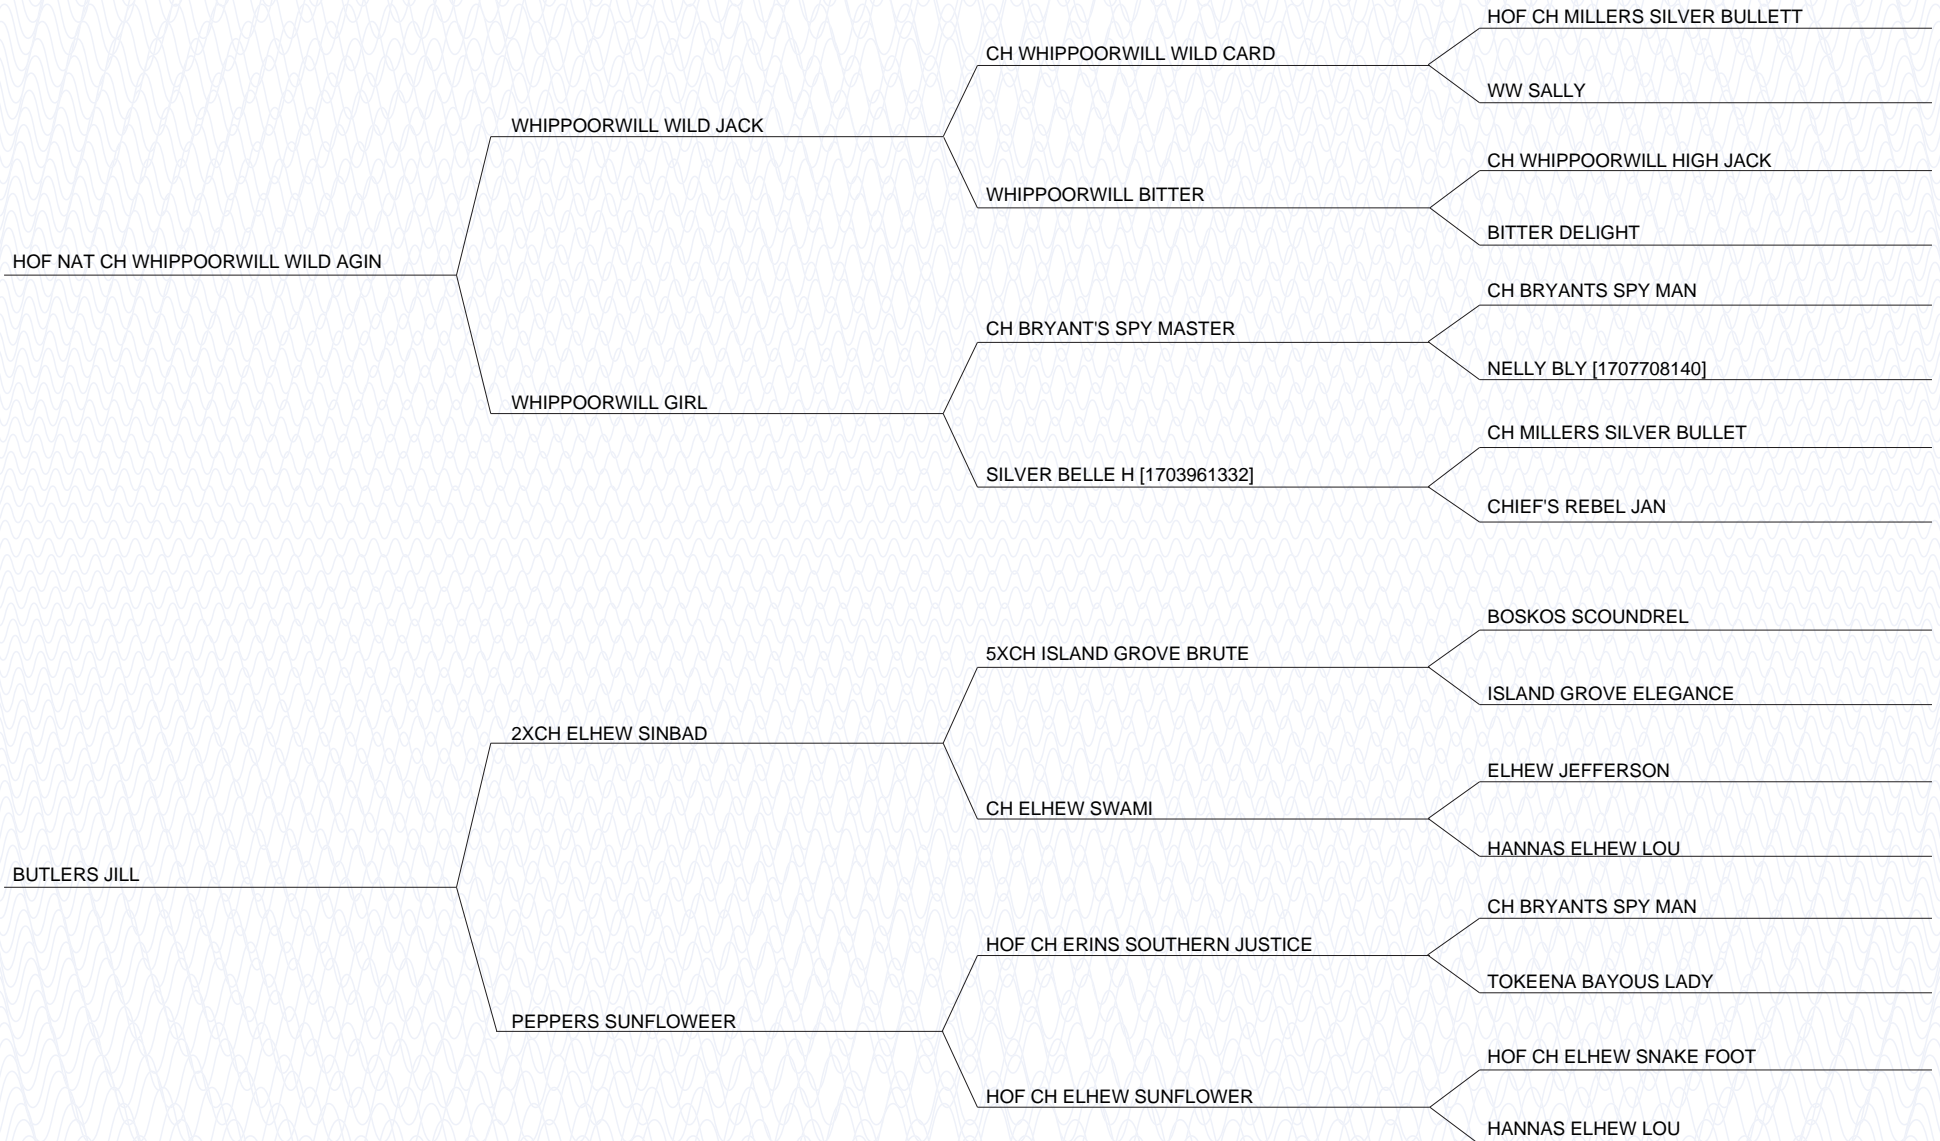 HOF CH MILLERS SILVER BULLETT
CH WHIPPOORWILL WILD CARD
WW SALLY
WHIPPOORWILL WILD JACK
CH WHIPPOORWILL HIGH JACK
WHIPPOORWILL BITTER
BITTER DELIGHT
HOF NAT CH WHIPPOORWILL WILD AGIN
CH BRYANTS SPY MAN
CH BRYANT'S SPY MASTER
NELLY BLY [1707708140]
WHIPPOORWILL GIRL
CH MILLERS SILVER BULLET
SILVER BELLE H [1703961332]
CHIEF'S REBEL JAN
BOSKOS SCOUNDREL
5XCH ISLAND GROVE BRUTE
ISLAND GROVE ELEGANCE
2XCH ELHEW SINBAD
ELHEW JEFFERSON
CH ELHEW SWAMI
HANNAS ELHEW LOU
BUTLERS JILL
CH BRYANTS SPY MAN
HOF CH ERINS SOUTHERN JUSTICE
TOKEENA BAYOUS LADY
PEPPERS SUNFLOWEER
HOF CH ELHEW SNAKE FOOT
HOF CH ELHEW SUNFLOWER
HANNAS ELHEW LOU